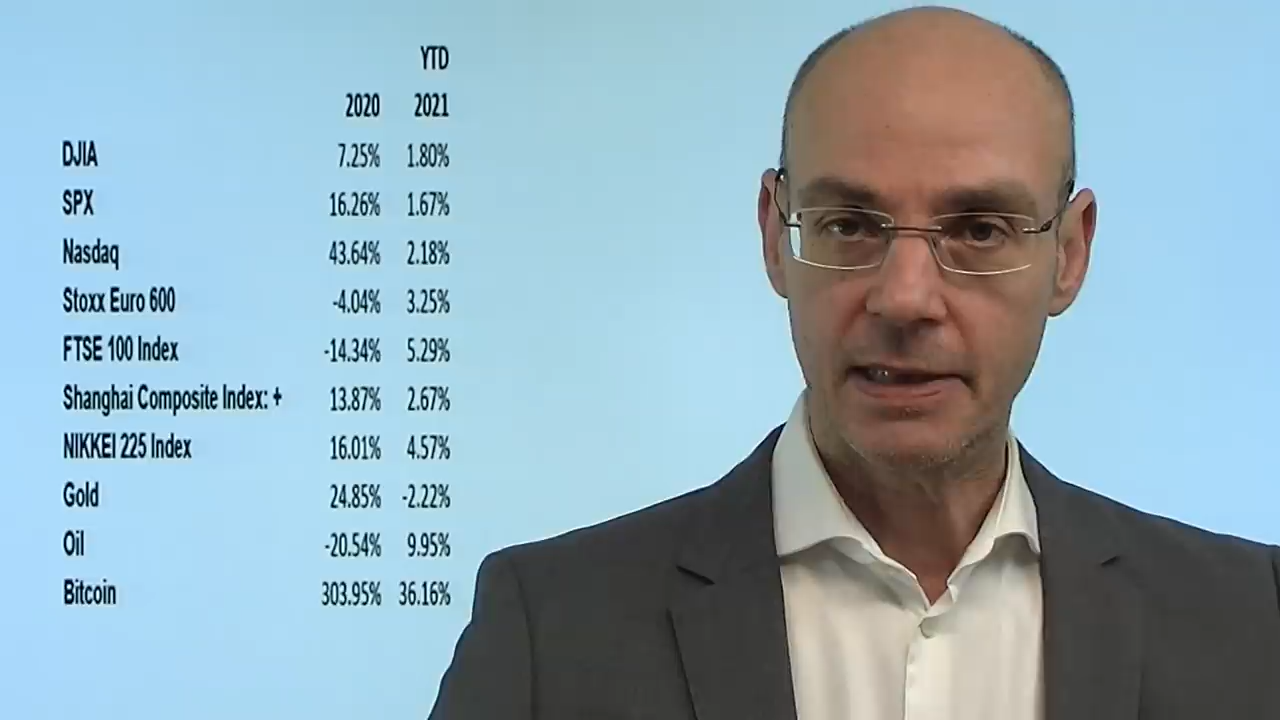 YTD
2020 2021
DJIA 7.25% 1.80%
SPX 16.26% 1.67%
Nasdaq 43.64% 2.18%
Stoxx Euro 600 -4.04% 3.25%
FTSE 100 Index -14.34% 5.29%
Shanghai Composite Index: + 13.87% 2.67%
NIKKEI 225 Index 16.01% 4.57%
Gold 24.85% -2.22%
Oil -20.54% 9.95%
Bitcoin 303.95% 36.16%